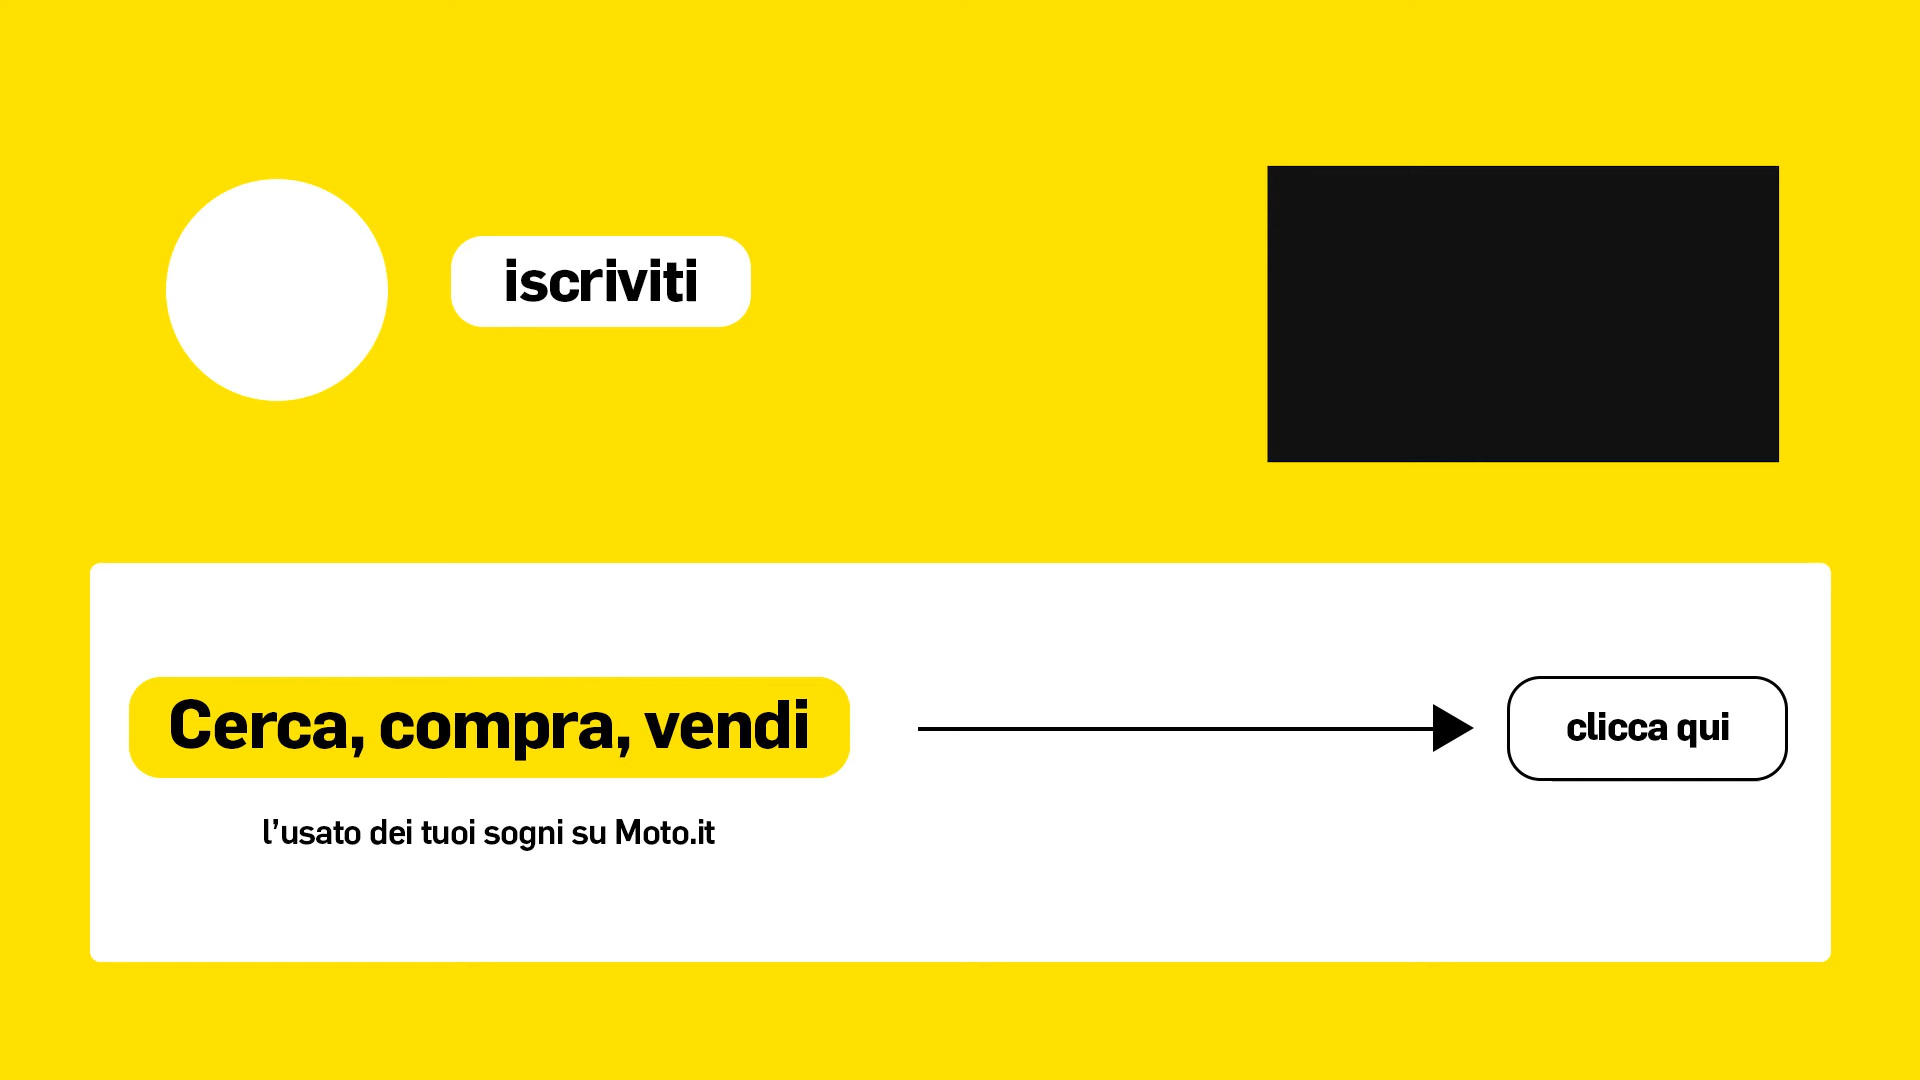 iscriviti
Cerca, compra, vendi
clicca qui
l’usato dei tuoi sogni su Moto.it